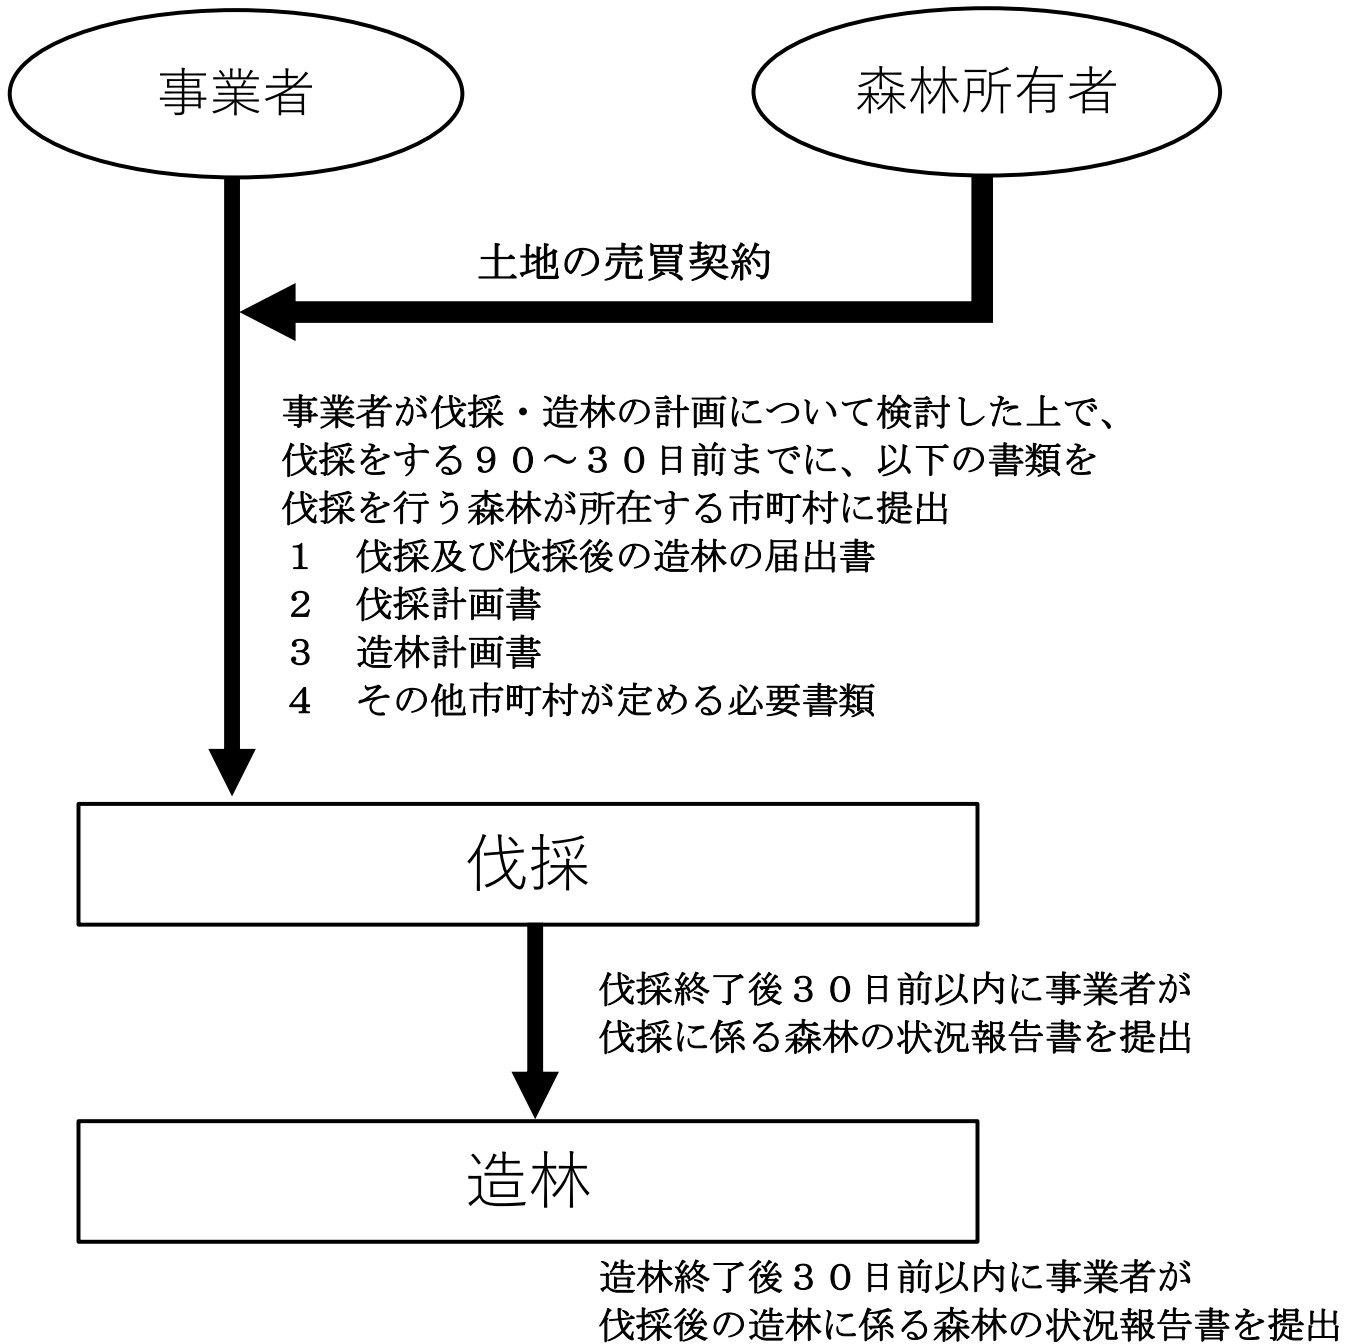 事業者
森林所有者
土地の売買契約
事業者が伐採・造林の計画について検討した上で、
伐採をする９０～３０日前までに、以下の書類を
伐採を行う森林が所在する市町村に提出
１　伐採及び伐採後の造林の届出書
２　伐採計画書
３　造林計画書
４　その他市町村が定める必要書類
伐採
伐採終了後３０日前以内に事業者が
伐採に係る森林の状況報告書を提出
造林
造林終了後３０日前以内に事業者が
伐採後の造林に係る森林の状況報告書を提出